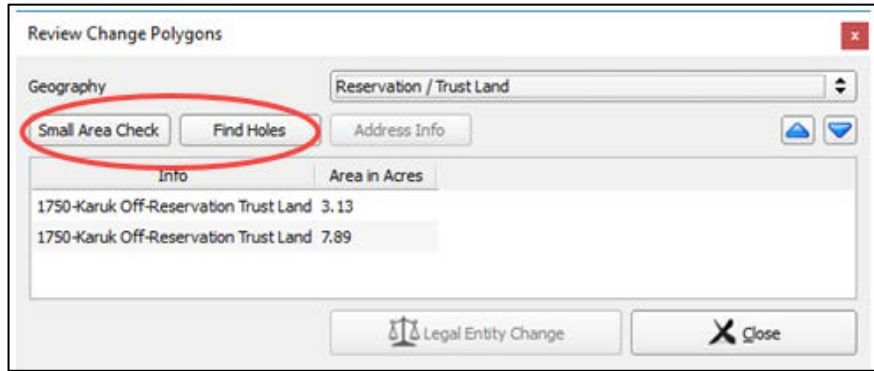 Review Change Polygons
x
Geography Reservation / Trust Land
Small Area Check Find Holes Address Info
Info Area in Acres
1750-Karuk Off-Reservation Trust Land 3.13
1750-Karuk Off-Reservation Trust Land 7.89
Legal Entity Change Close